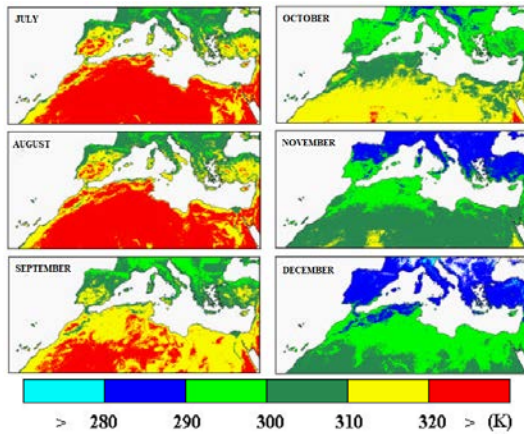 JULY
OCTOBER
AUGUST
NOVEMBER
SEPTEMBER
DECEMBER
> 280 290 300 310 320 > (K)